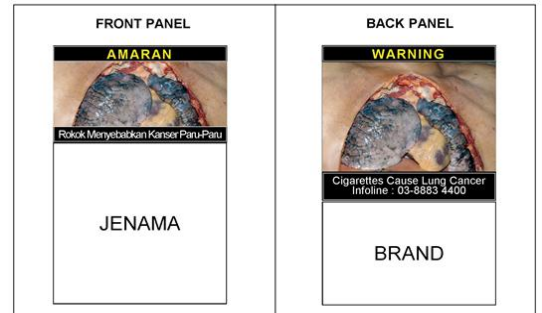 FRONT PANEL
AMARAN
Rokok Menyebabkan Kanser Paru-Paru
JENAMA
BACK PANEL
WARNING
Cigarettes Cause Lung Cancer
Infoline : 03-8883 4400
BRAND